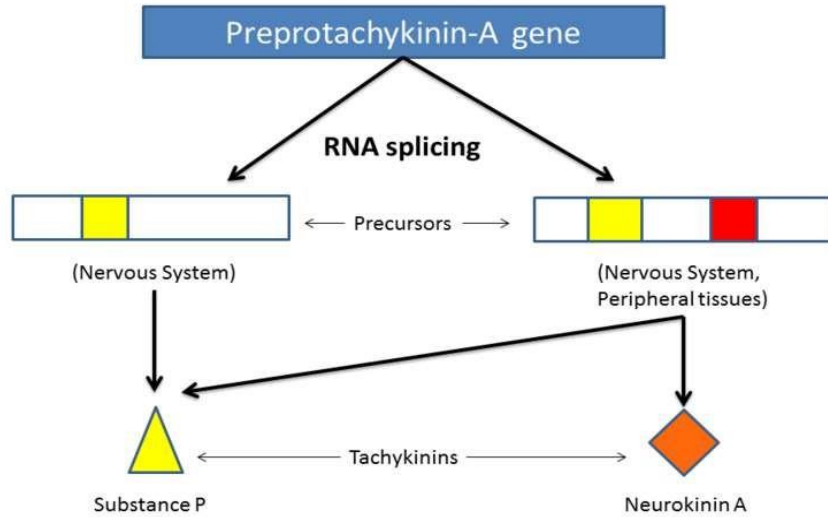 Preprotachykinin-A gene
RNA splicing
Precursors
(Nervous System)
(Nervous System,
Peripheral tissues)
Tachykinins
Substance P
Neurokinin A